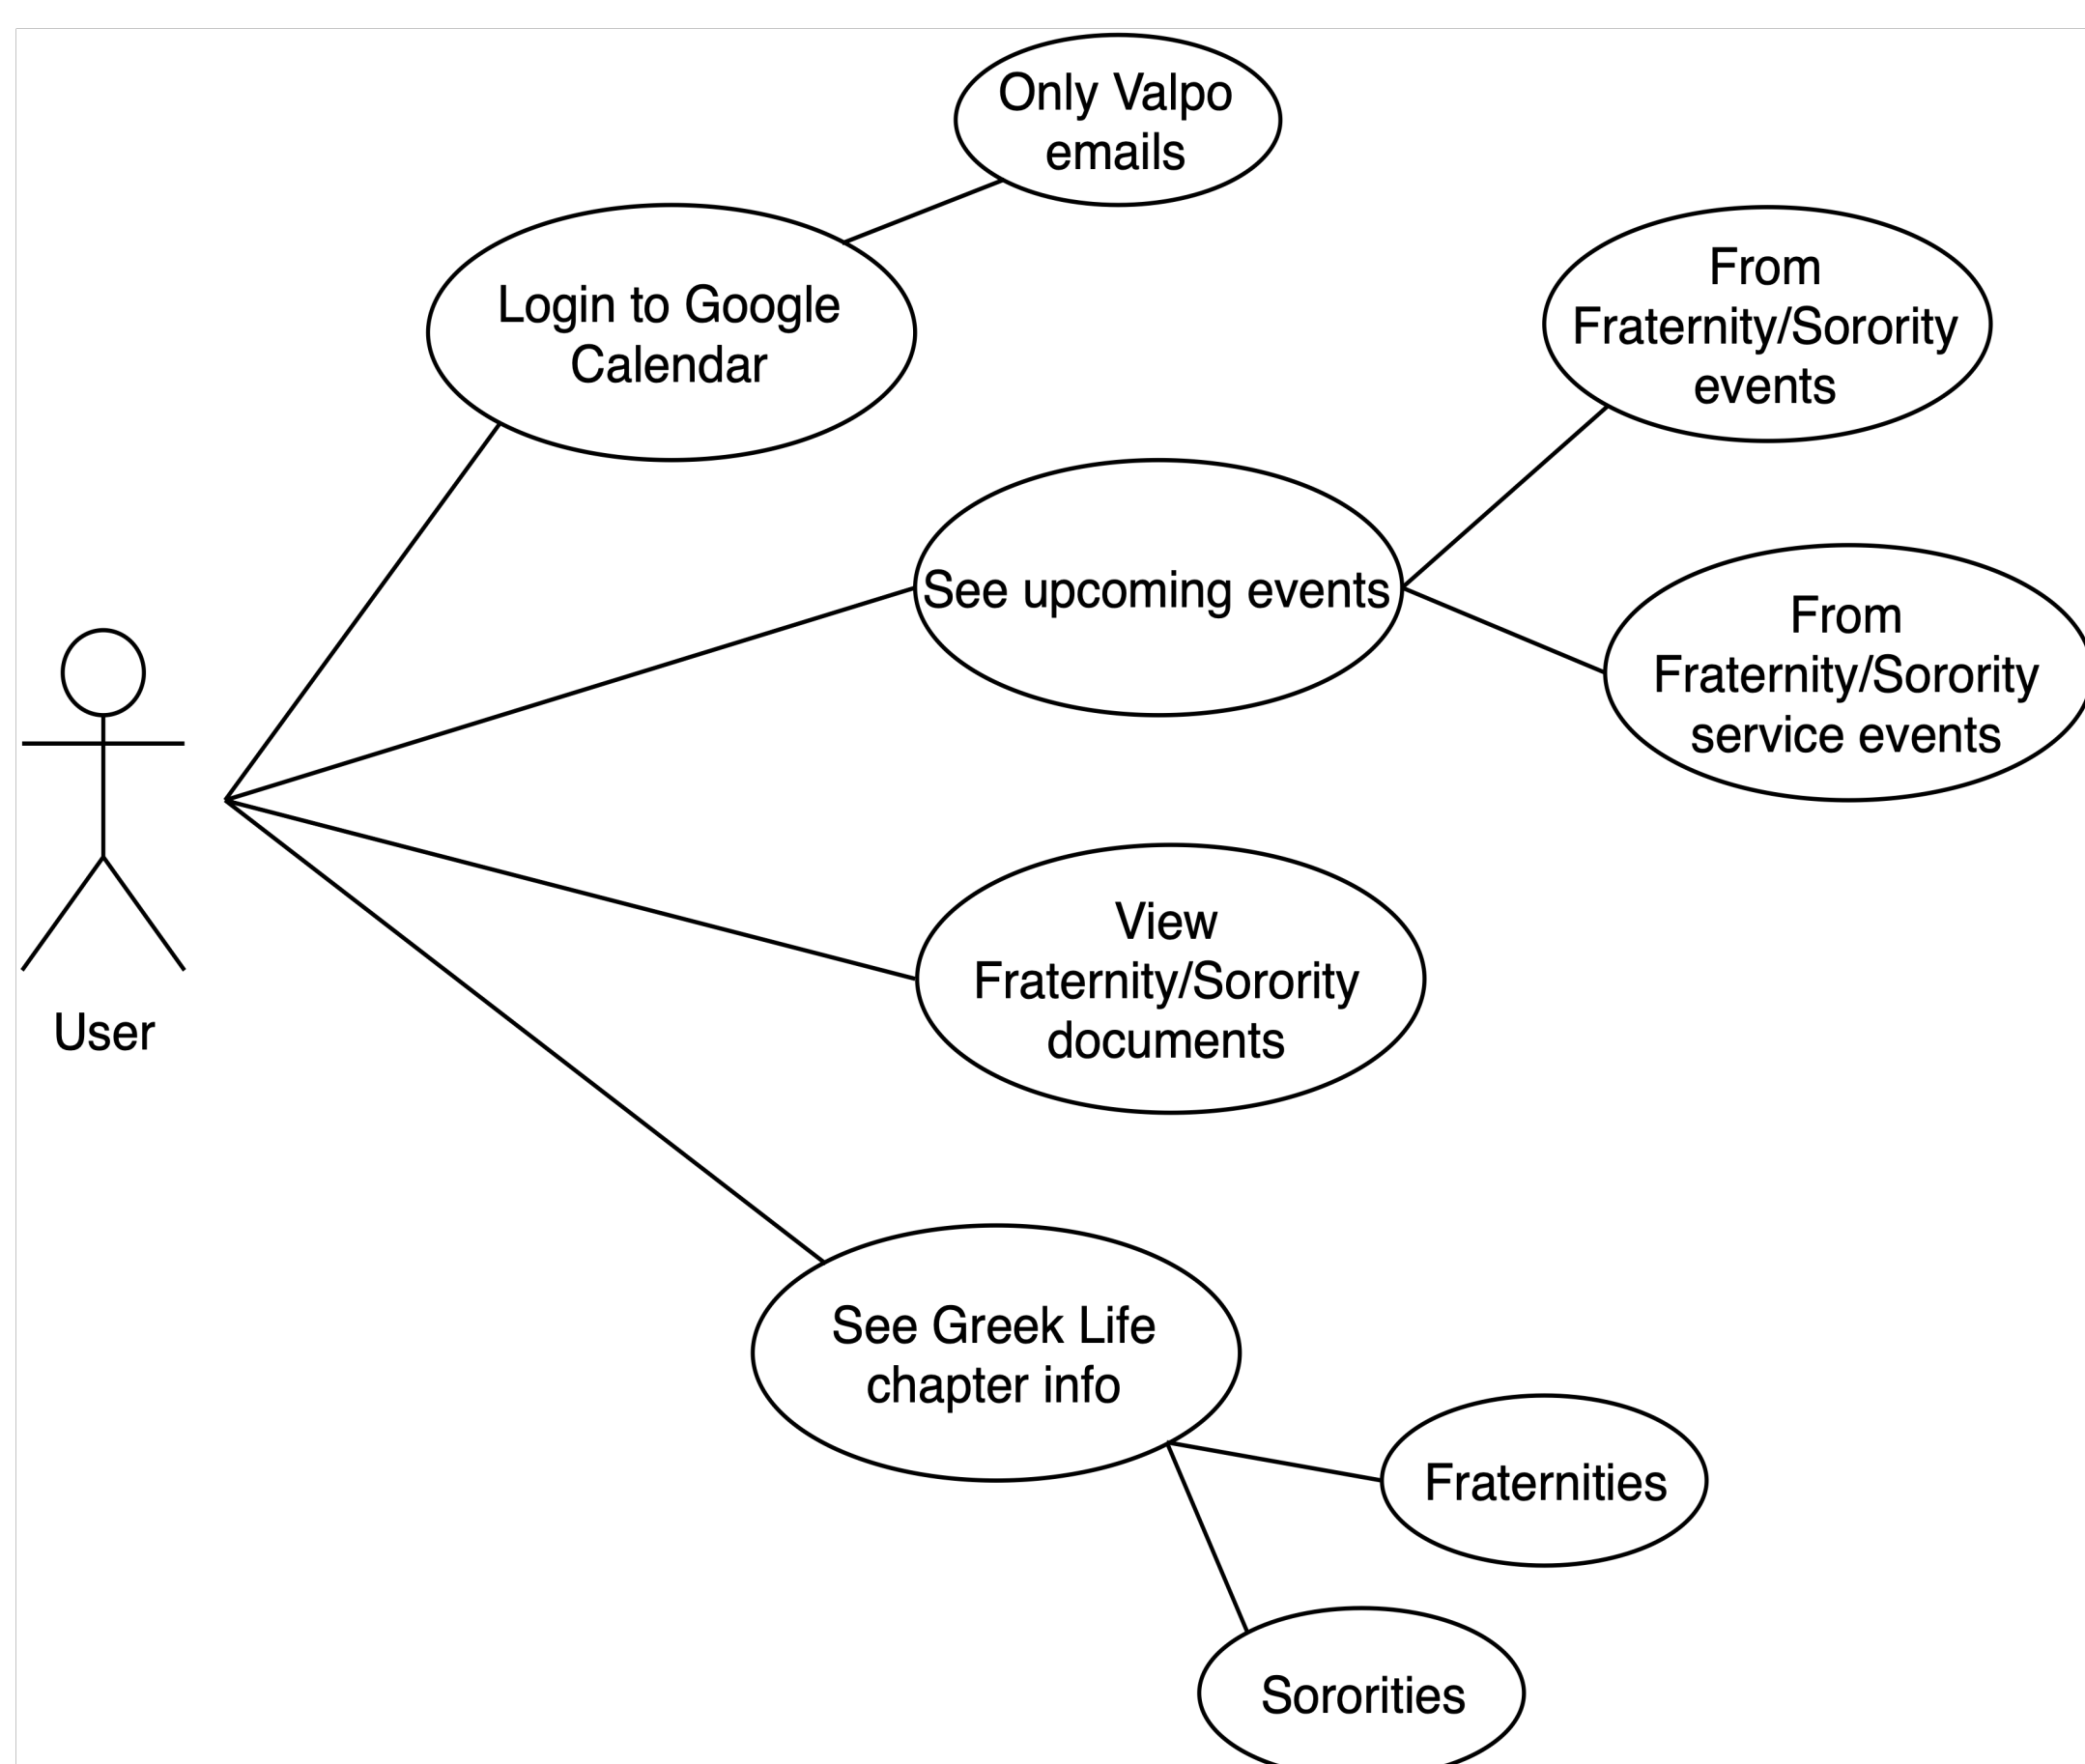 Only Valpo
emails
Login to Google
Calendar
From
Fraternity/Sorority
events
See upcoming events
From
Fraternity/Sorority
service events
View
Fraternity/Sorority
documents
User
See Greek Life
chapter info
Fraternities
Sororities